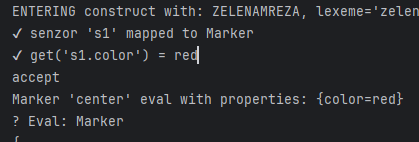 ENTERING construct with: ZELENAMREZA, lexeme='zelen
✓ senzor 's1' mapped to Marker
✓ get('s1.color') = red
accept
Marker 'center' eval with properties: {color=red}
? Eval: Marker
{